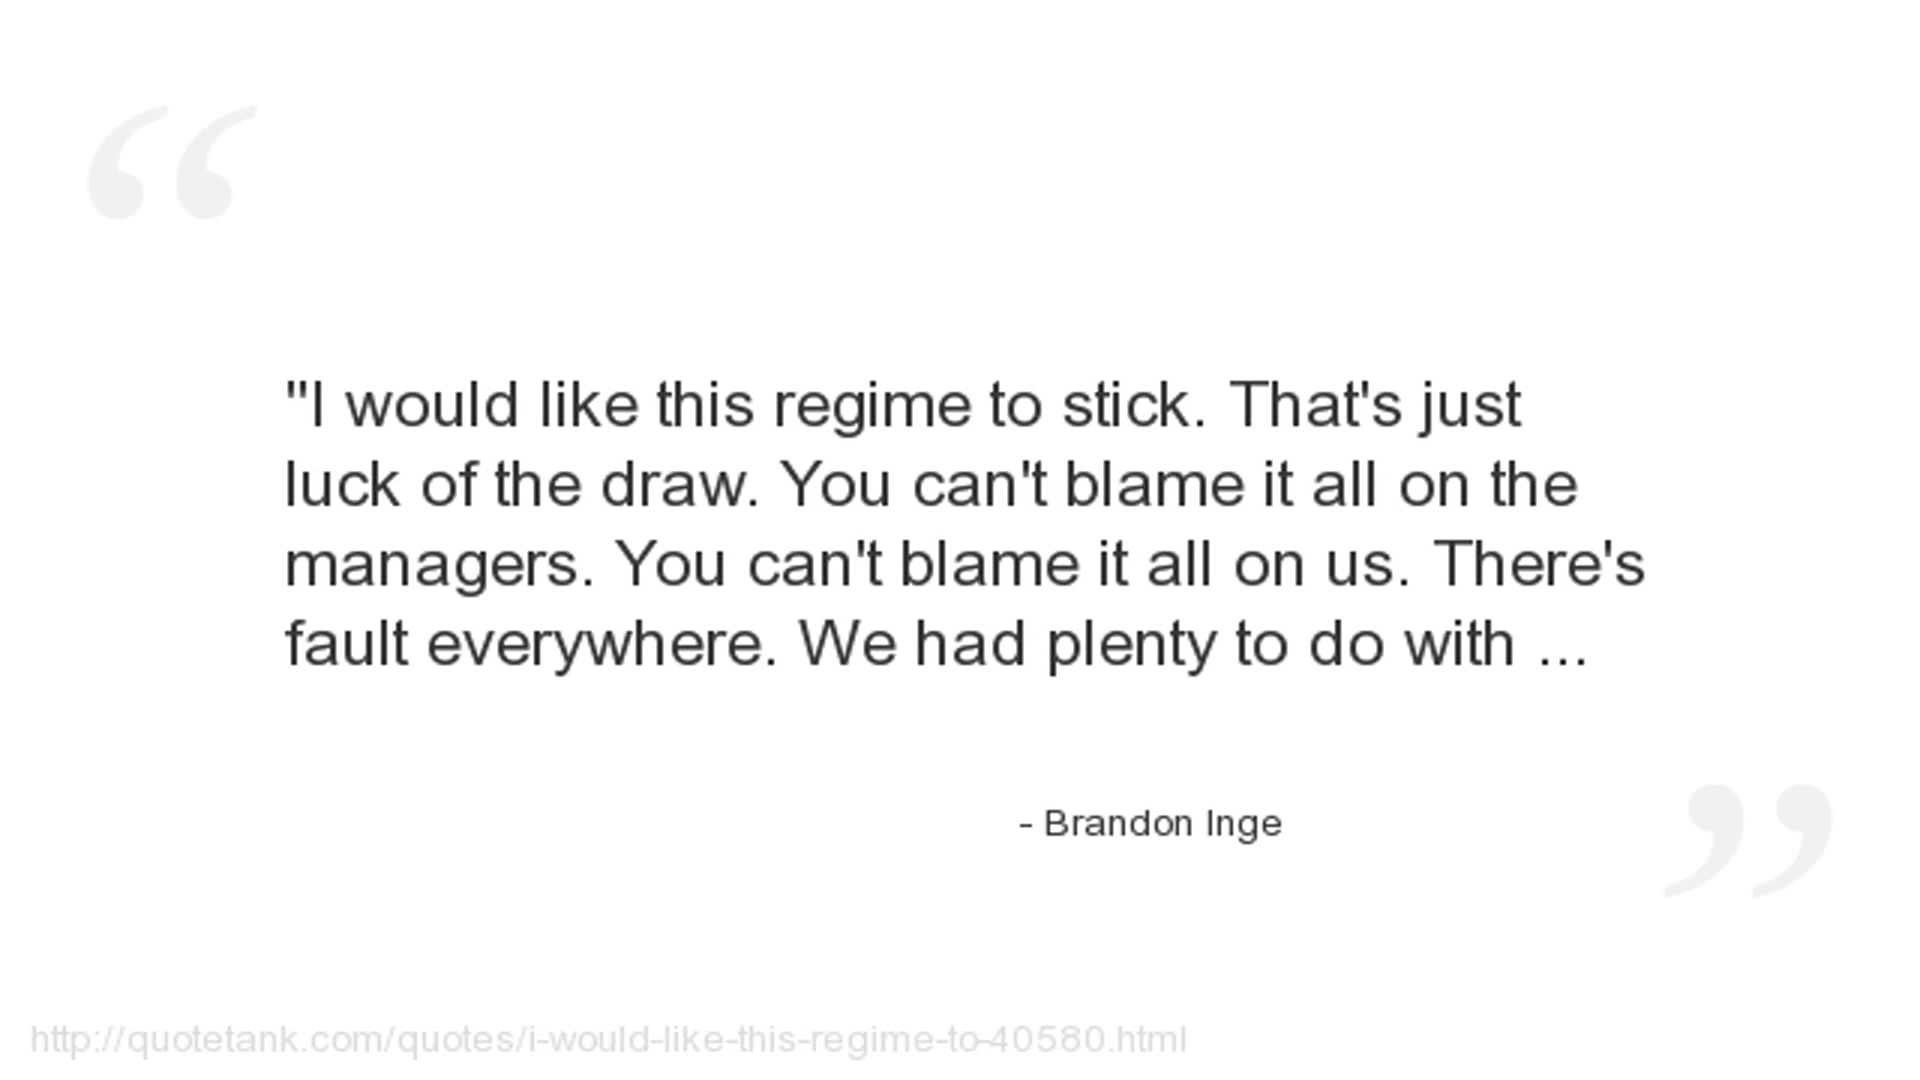 "I would like this regime to stick. That's just
luck of the draw. You can't blame it all on the
managers. You can't blame it all on us. There's
fault everywhere. We had plenty to do with ...
- Brandon Inge
http://quotetank.com/quotes/i-would-like-this-regime-to-40580.html